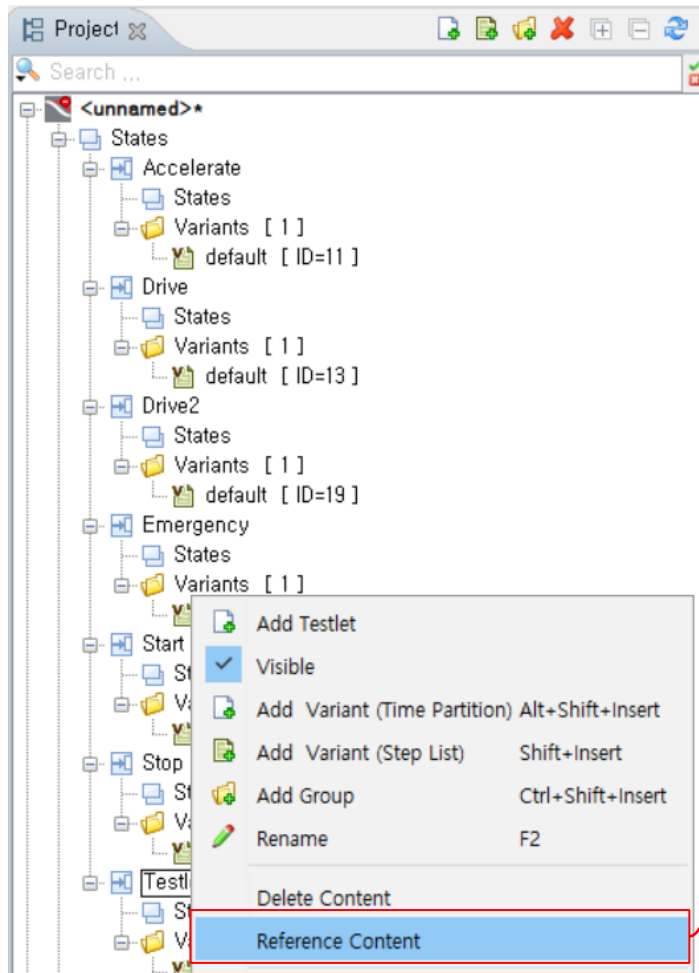 Project
Search ...
<unnamed>*
States
Accelerate
States
Variants [ 1 ]
default [ ID=11 ]
Drive
States
Variants [ 1 ]
default [ ID=13 ]
Drive2
States
Variants [ 1 ]
default [ ID=19 ]
Emergency
States
Variants [ 1 ]
Add Testlet
Start
Visible
Add Variant (Time Partition) Alt+Shift+Insert
Add Variant (Step List) Shift+Insert
Stop
Add Group Ctrl+Shift+Insert
Rename F2
Delete Content
Reference Content